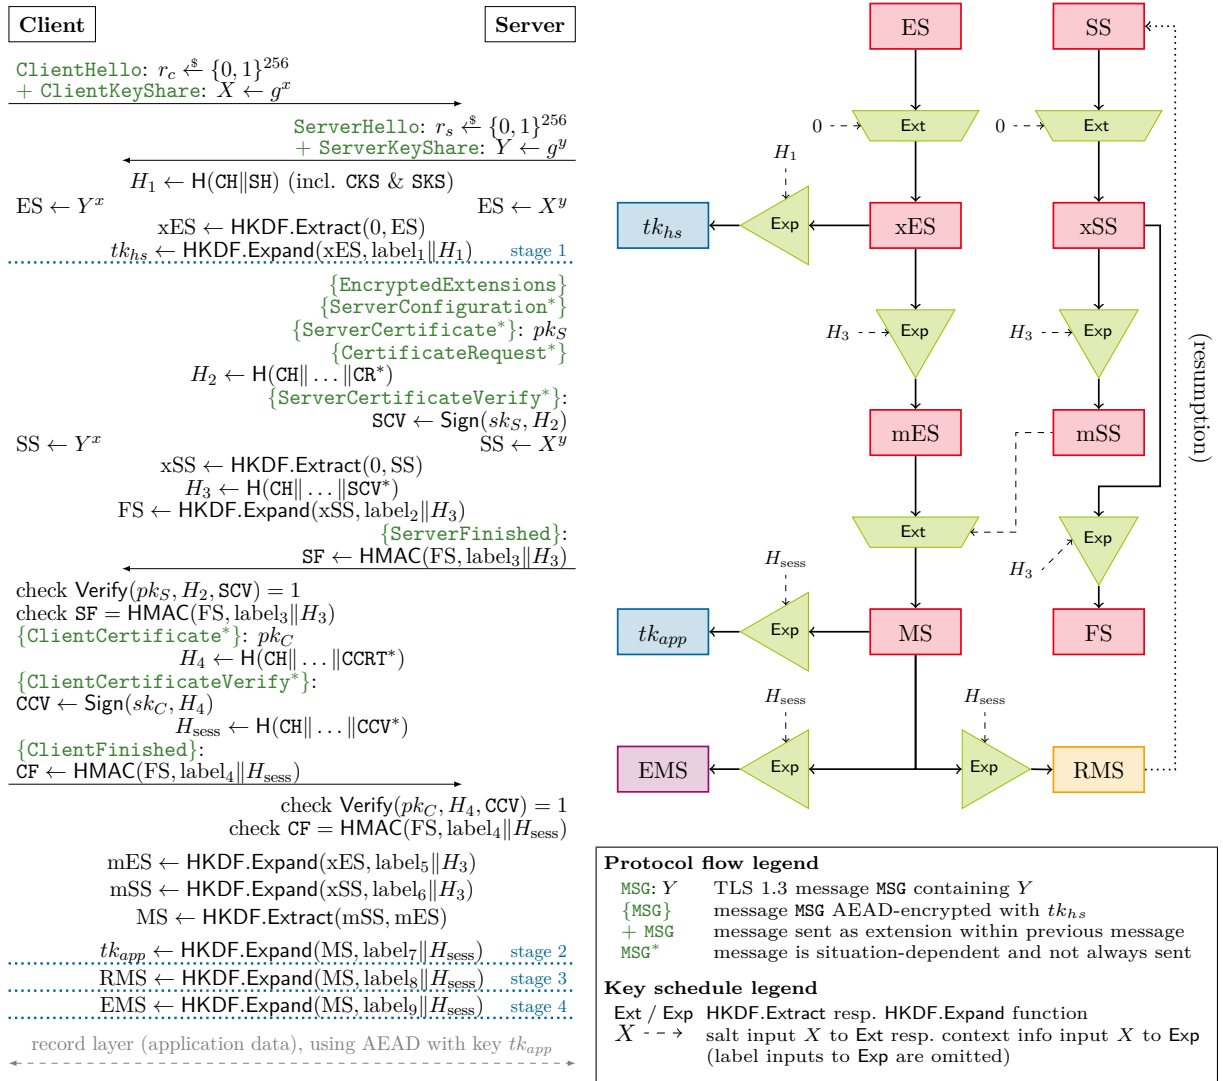 Client
Server
ClientHello: r_c ←$ {0, 1}^256
+ ClientKeyShare: X ← g^x
ServerHello: r_s ←$ {0, 1}^256
+ ServerKeyShare: Y ← g^y
H_1 ← H(CH‖SH) (incl. CKS & SKS)
ES ← Y^x
ES ← X^y
xES ← HKDF.Extract(0, ES)
tk_hs ← HKDF.Expand(xES, label_1‖H_1)
stage 1
{EncryptedExtensions}
{ServerConfiguration*}
{ServerCertificate*}: pk_S
{CertificateRequest*}
H_2 ← H(CH‖ . . . ‖CR*)
{ServerCertificateVerify*}:
SCV ← Sign(sk_S, H_2)
SS ← Y^x
SS ← X^y
xSS ← HKDF.Extract(0, SS)
H_3 ← H(CH‖ . . . ‖SCV*)
FS ← HKDF.Expand(xSS, label_2‖H_3)
{ServerFinished}:
SF ← HMAC(FS, label_3‖H_3)
check Verify(pk_S, H_2, SCV) = 1
check SF = HMAC(FS, label_3‖H_3)
{ClientCertificate*}: pk_C
H_4 ← H(CH‖ . . . ‖CCRT*)
{ClientCertificateVerify*}:
CCV ← Sign(sk_C, H_4)
H_sess ← H(CH‖ . . . ‖CCV*)
{ClientFinished}:
CF ← HMAC(FS, label_4‖H_sess)
check Verify(pk_C, H_4, CCV) = 1
check CF = HMAC(FS, label_4‖H_sess)
mES ← HKDF.Expand(xES, label_5‖H_3)
mSS ← HKDF.Expand(xSS, label_6‖H_3)
MS ← HKDF.Extract(mSS, mES)
tk_app ← HKDF.Expand(MS, label_7‖H_sess)
stage 2
RMS ← HKDF.Expand(MS, label_8‖H_sess)
stage 3
EMS ← HKDF.Expand(MS, label_9‖H_sess)
stage 4
record layer (application data), using AEAD with key tk_app
ES
SS
0
Ext
0
Ext
H_1
tk_hs
Exp
xES
xSS
H_3
Exp
H_3
Exp
(resumption)
mES
mSS
Ext
Exp
H_3
H_sess
tk_app
Exp
MS
FS
H_sess
H_sess
EMS
Exp
Exp
RMS
Protocol flow legend
MSG: Y TLS 1.3 message MSG containing Y
{MSG} message MSG AEAD-encrypted with tk_hs
+ MSG message sent as extension within previous message
MSG* message is situation-dependent and not always sent
Key schedule legend
Ext / Exp HKDF.Extract resp. HKDF.Expand function
X salt input X to Ext resp. context info input X to Exp
(label inputs to Exp are omitted)